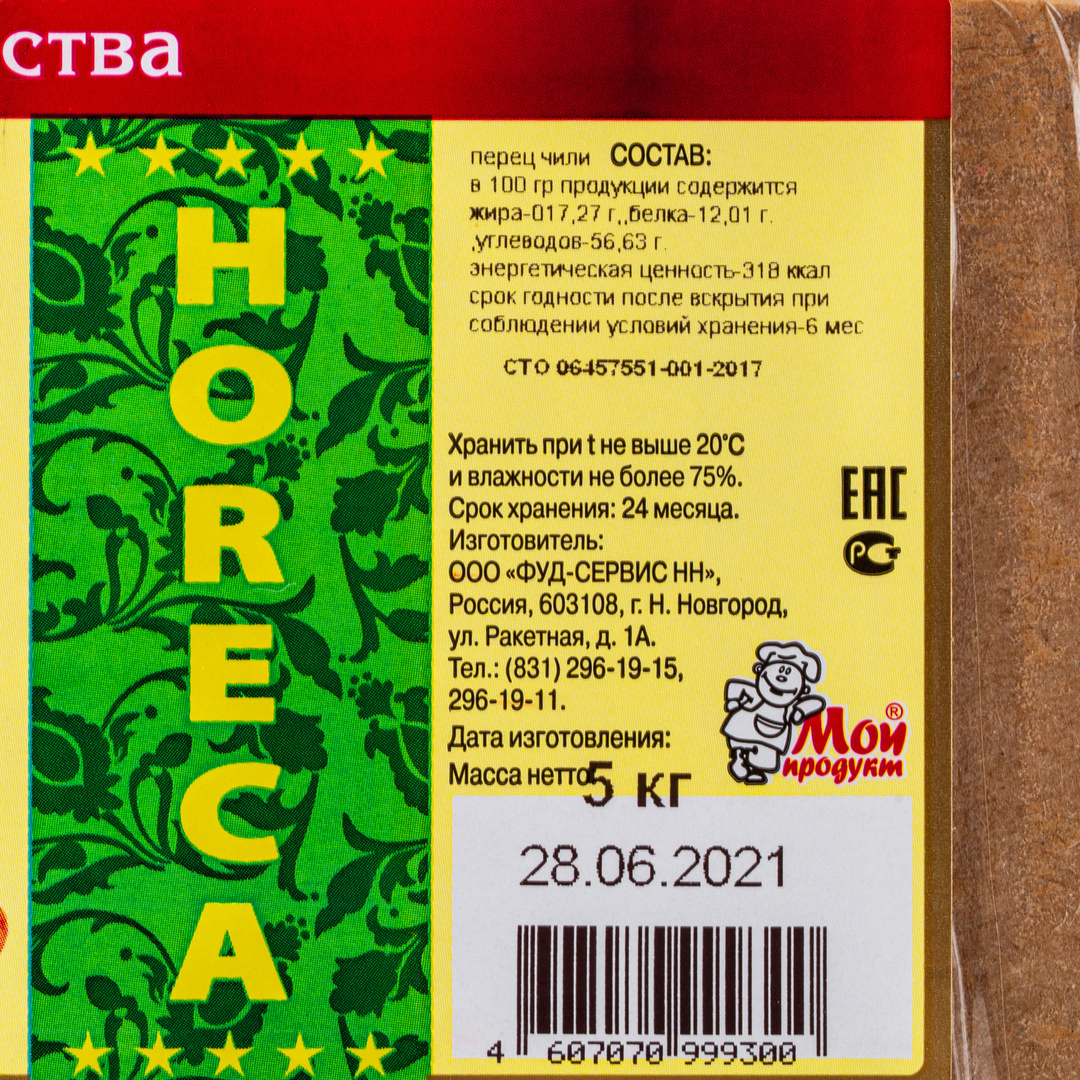 ства
HORECA
перец чили СОСТАВ:
в 100 гр продукции содержится
жира-017,27 г,,белка-12,01 г.
,углеводов-56,63 г.
энергетическая ценность-318 ккал
срок годности после вскрытия при
соблюдении условий хранения-6 мес
СТО 06457551-001-2017
Хранить при t не выше 20°С
и влажности не более 75%.
Срок хранения: 24 месяца.
Изготовитель:
ООО «ФУД-СЕРВИС НН»,
Россия, 603108, г. Н. Новгород,
ул. Ракетная, д. 1А.
Тел.: (831) 296-19-15,
296-19-11.
Дата изготовления:
Масса нетто 5 кг
EAC
РСТ
Мой®
продукт
28.06.2021
4 607070 999300